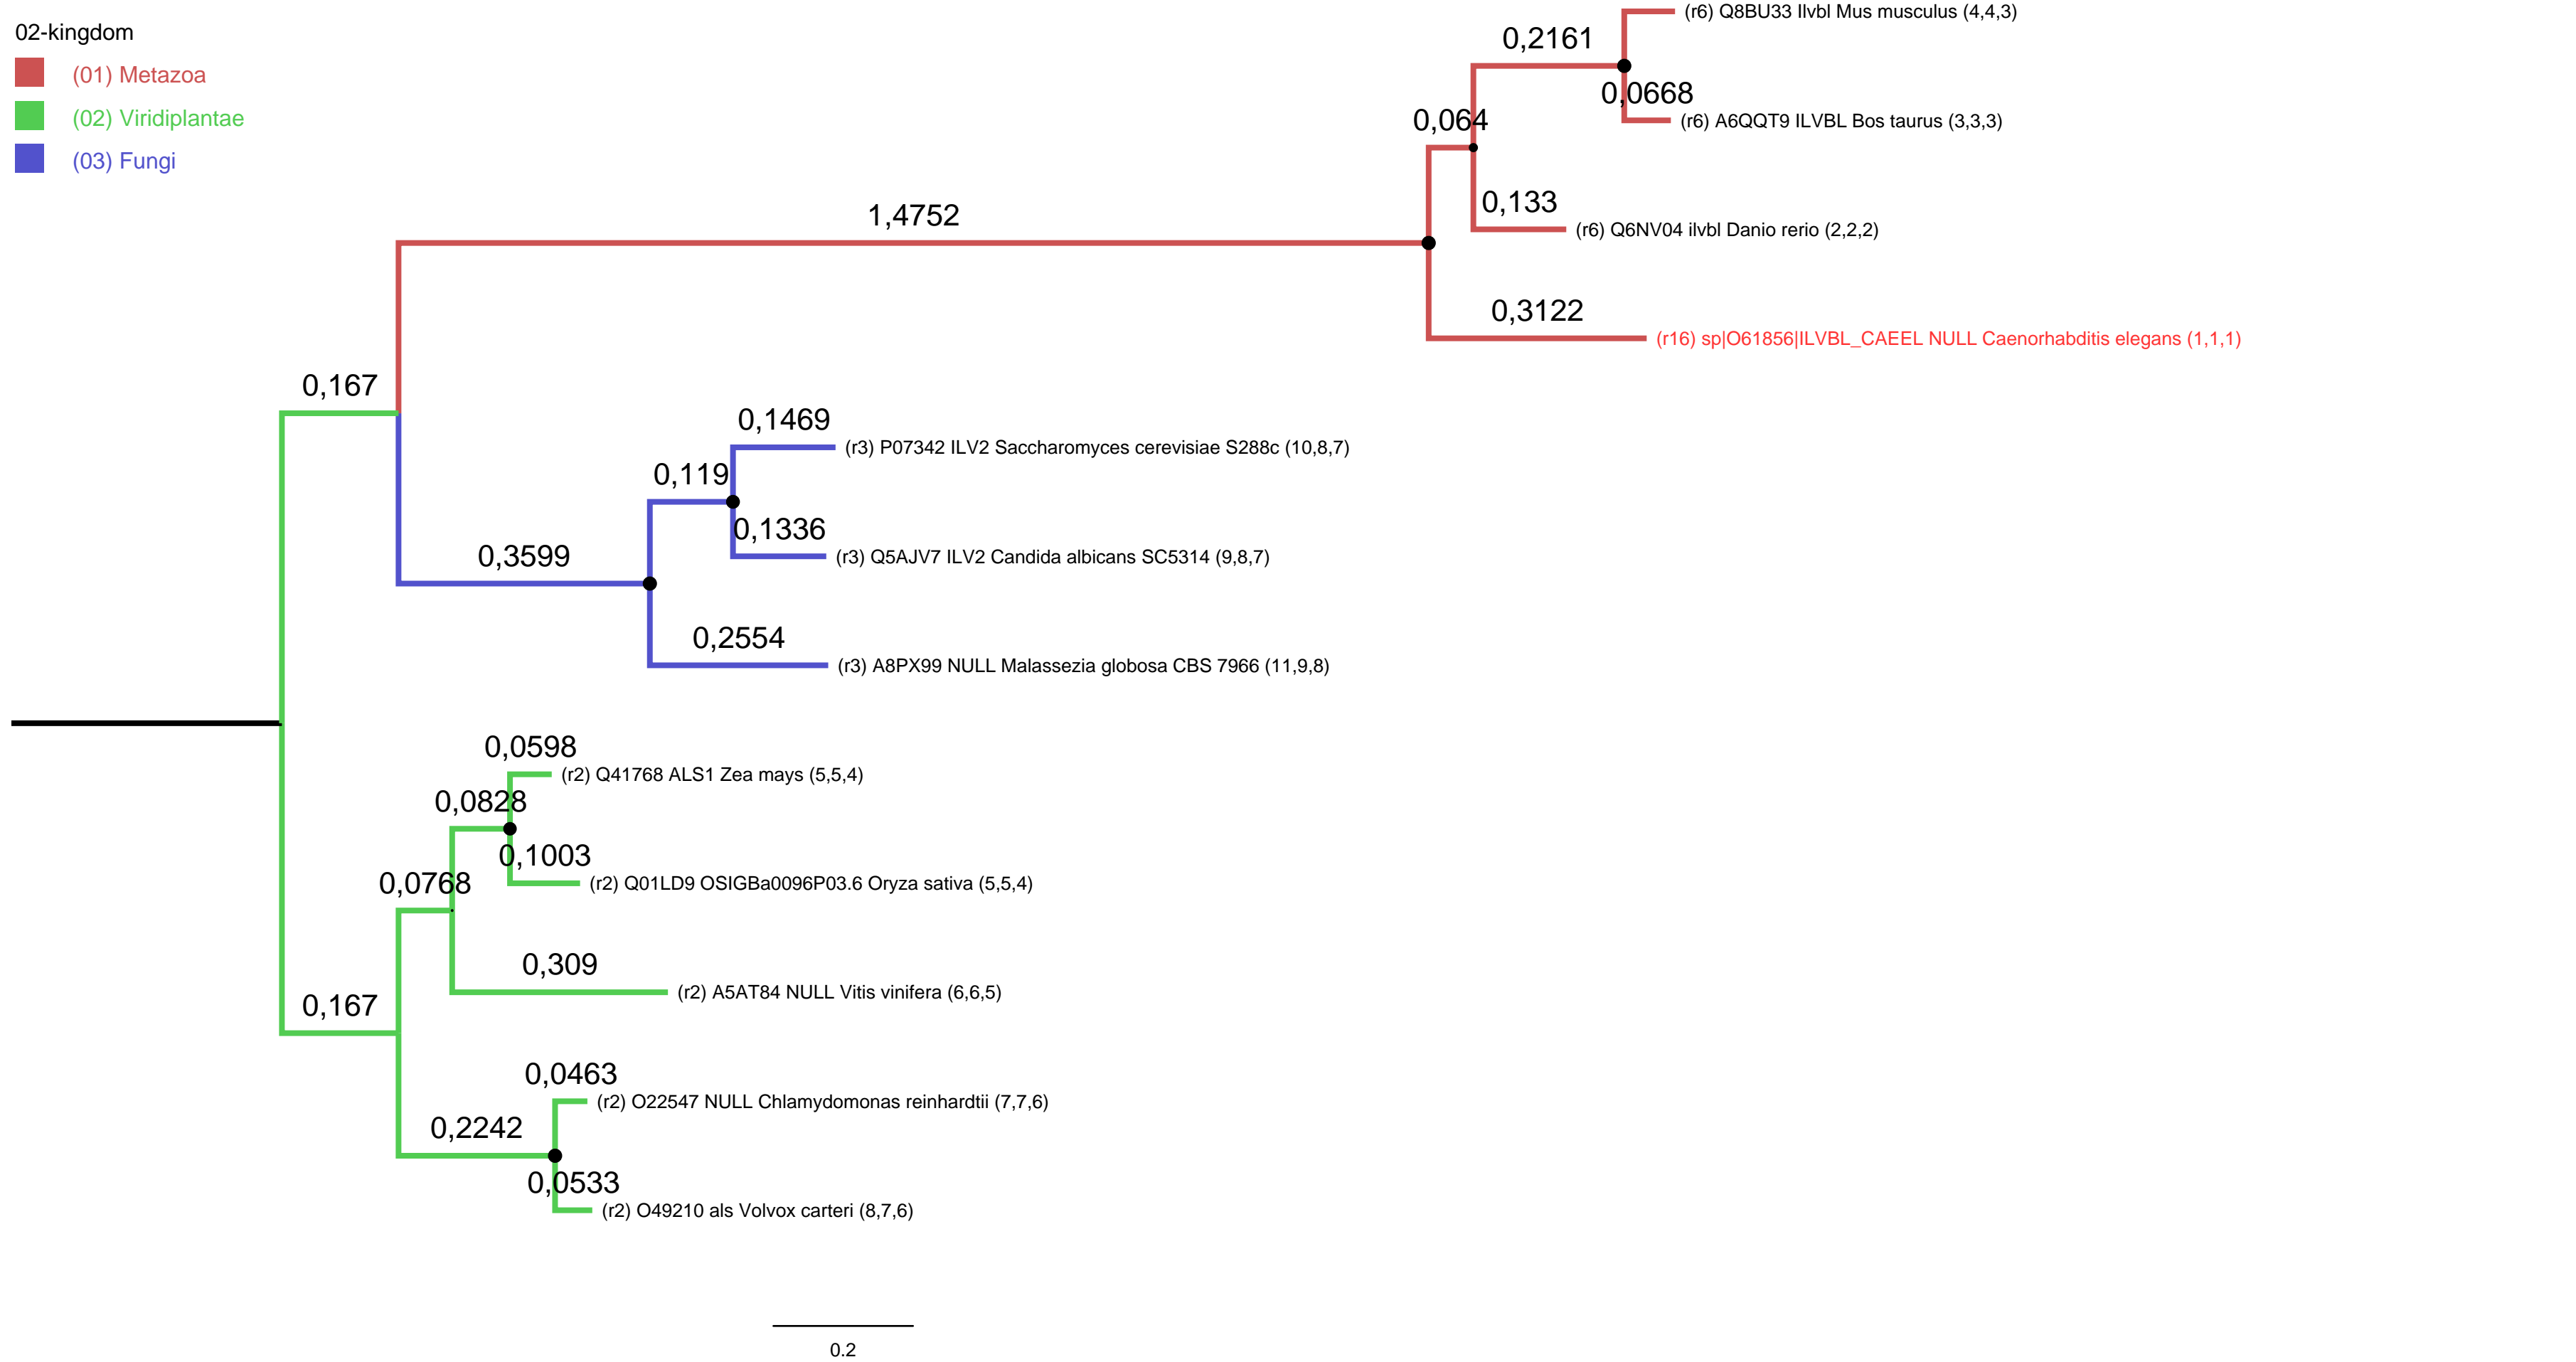 02-kingdom
(01) Metazoa
(02) Viridiplantae
(03) Fungi
(r6) Q8BU33 Ilvbl Mus musculus (4,4,3)
0,2161
0,0668
(r6) A6QQT9 ILVBL Bos taurus (3,3,3)
0,064
0,133
(r6) Q6NV04 ilvbl Danio rerio (2,2,2)
1,4752
0,3122
(r16) sp|O61856|ILVBL_CAEEL NULL Caenorhabditis elegans (1,1,1)
0,167
0,1469
(r3) P07342 ILV2 Saccharomyces cerevisiae S288c (10,8,7)
0,119
0,1336
(r3) Q5AJV7 ILV2 Candida albicans SC5314 (9,8,7)
0,3599
0,2554
(r3) A8PX99 NULL Malassezia globosa CBS 7966 (11,9,8)
0,0598
(r2) Q41768 ALS1 Zea mays (5,5,4)
0,0828
0,1003
(r2) Q01LD9 OSIGBa0096P03.6 Oryza sativa (5,5,4)
0,0768
0,309
(r2) A5AT84 NULL Vitis vinifera (6,6,5)
0,167
0,0463
(r2) O22547 NULL Chlamydomonas reinhardtii (7,7,6)
0,2242
0,0533
(r2) O49210 als Volvox carteri (8,7,6)
0.2